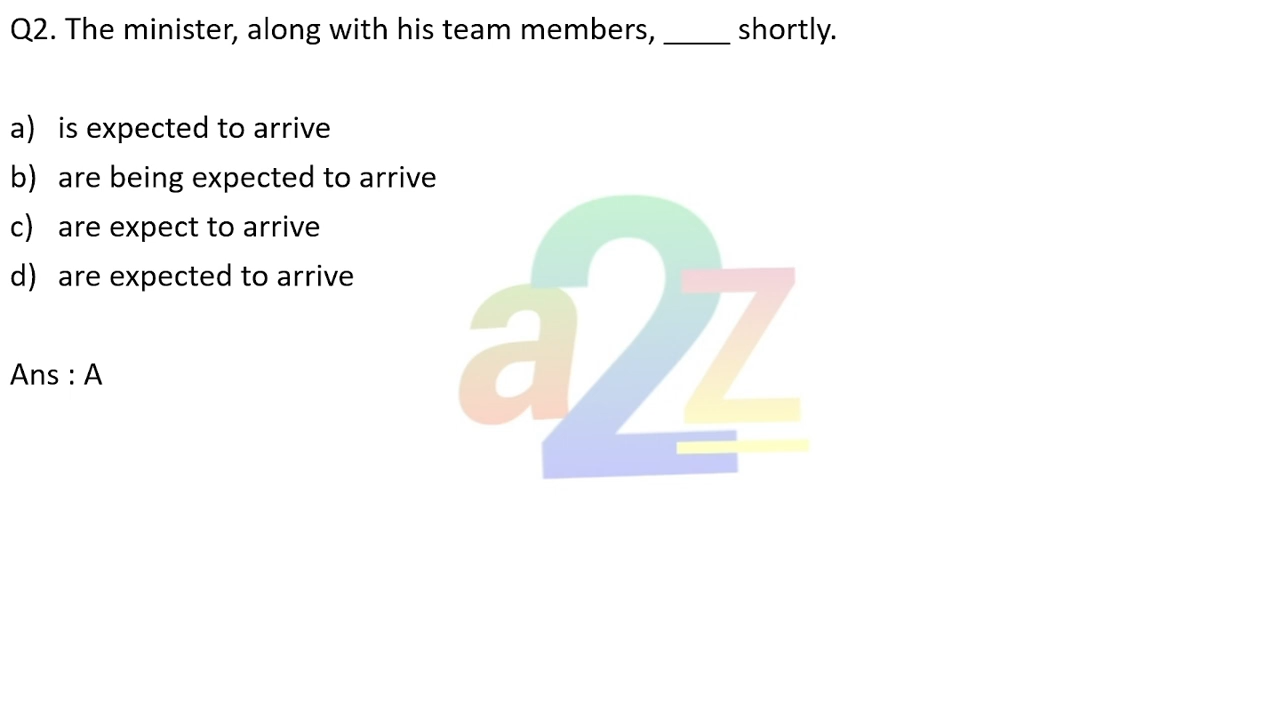 Q2. The minister, along with his team members, ____ shortly.
a) is expected to arrive
b) are being expected to arrive
c) are expect to arrive
d) are expected to arrive
Ans : A
a2z